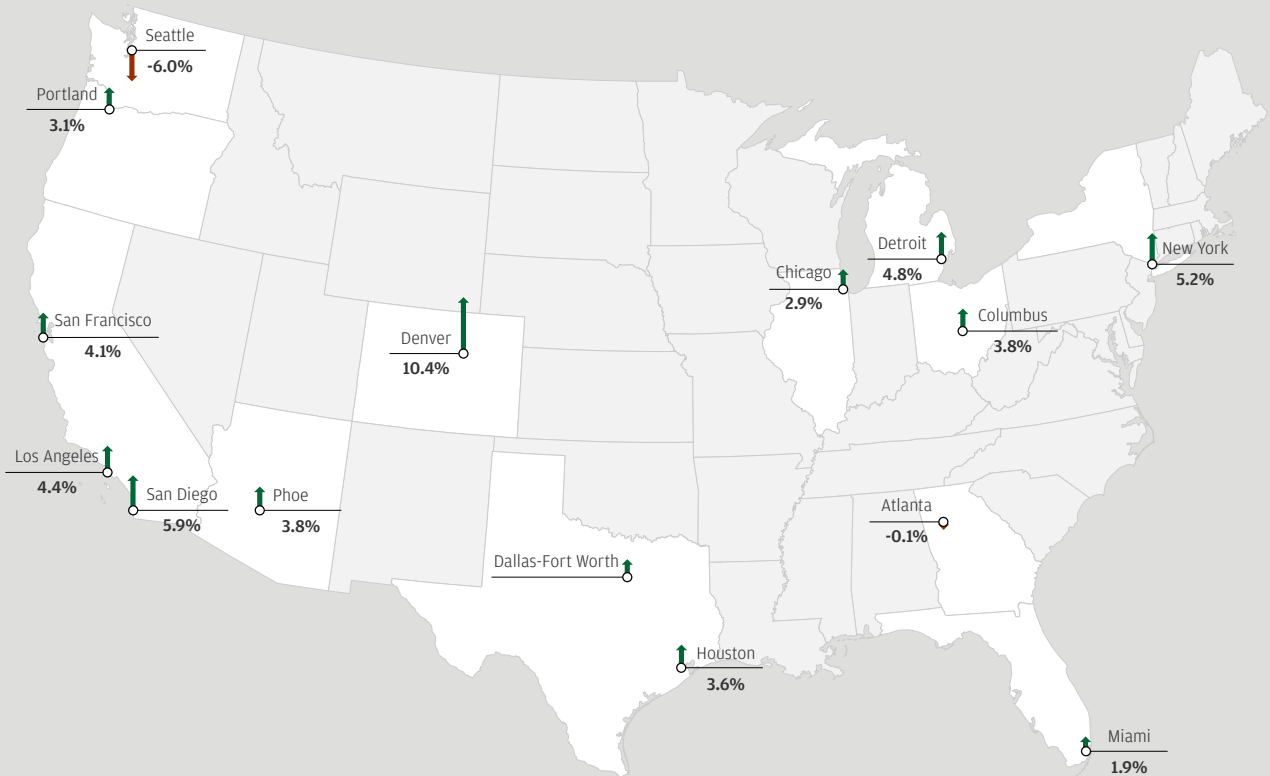 Seattle
-6.0%
Portland
3.1%
San Francisco
4.1%
Los Angeles
4.4%
San Diego
5.9%
Phoe
3.8%
Denver
10.4%
Dallas-Fort Worth
Houston
3.6%
Chicago
2.9%
Detroit
4.8%
Columbus
3.8%
New York
5.2%
Atlanta
-0.1%
Miami
1.9%